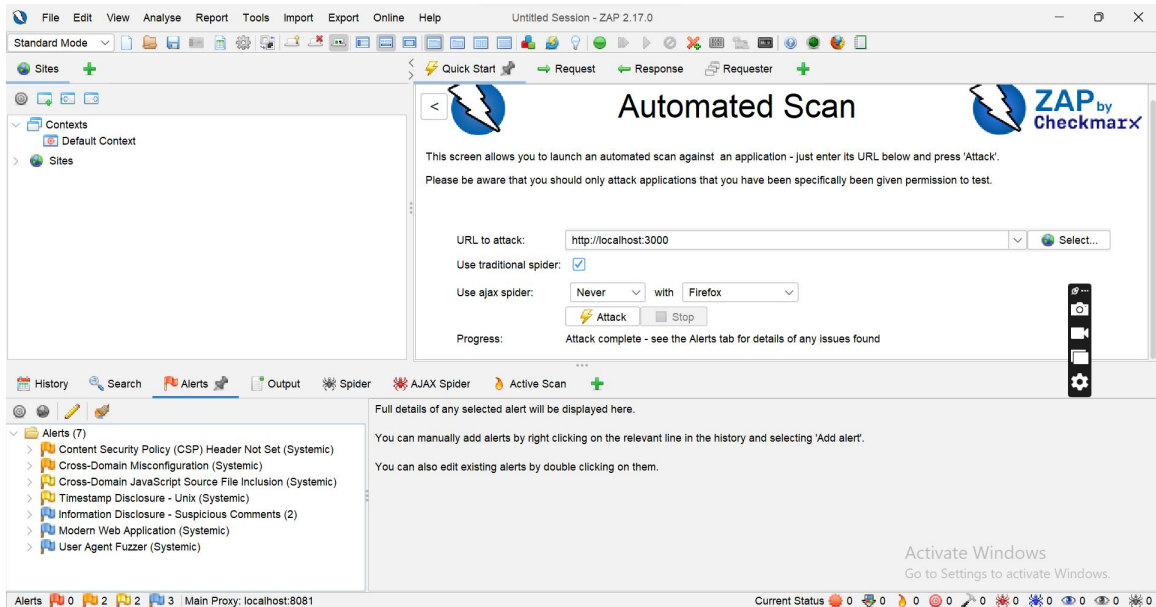 File Edit View Analyse Report Tools Import Export Online Help Untitled Session - ZAP 2.17.0
Standard Mode
Sites
Quick Start Request Response Requester
Contexts
Default Context
Sites
<
Automated Scan
ZAP by
Checkmarx
This screen allows you to launch an automated scan against an application - just enter its URL below and press 'Attack'.
Please be aware that you should only attack applications that you have been specifically been given permission to test.
URL to attack: http://localhost:3000 Select...
Use traditional spider:
Use ajax spider: Never with Firefox
Attack Stop
Progress: Attack complete - see the Alerts tab for details of any issues found
History Search Alerts Output Spider AJAX Spider Active Scan
Alerts (7)
Content Security Policy (CSP) Header Not Set (Systemic)
Cross-Domain Misconfiguration (Systemic)
Cross-Domain JavaScript Source File Inclusion (Systemic)
Timestamp Disclosure - Unix (Systemic)
Information Disclosure - Suspicious Comments (2)
Modern Web Application (Systemic)
User Agent Fuzzer (Systemic)
Full details of any selected alert will be displayed here.
You can manually add alerts by right clicking on the relevant line in the history and selecting 'Add alert'.
You can also edit existing alerts by double clicking on them.
Activate Windows
Go to Settings to activate Windows.
Alerts 0 2 2 3 Main Proxy: localhost:8081 Current Status 0 0 0 0 0 0 0 0 0 0